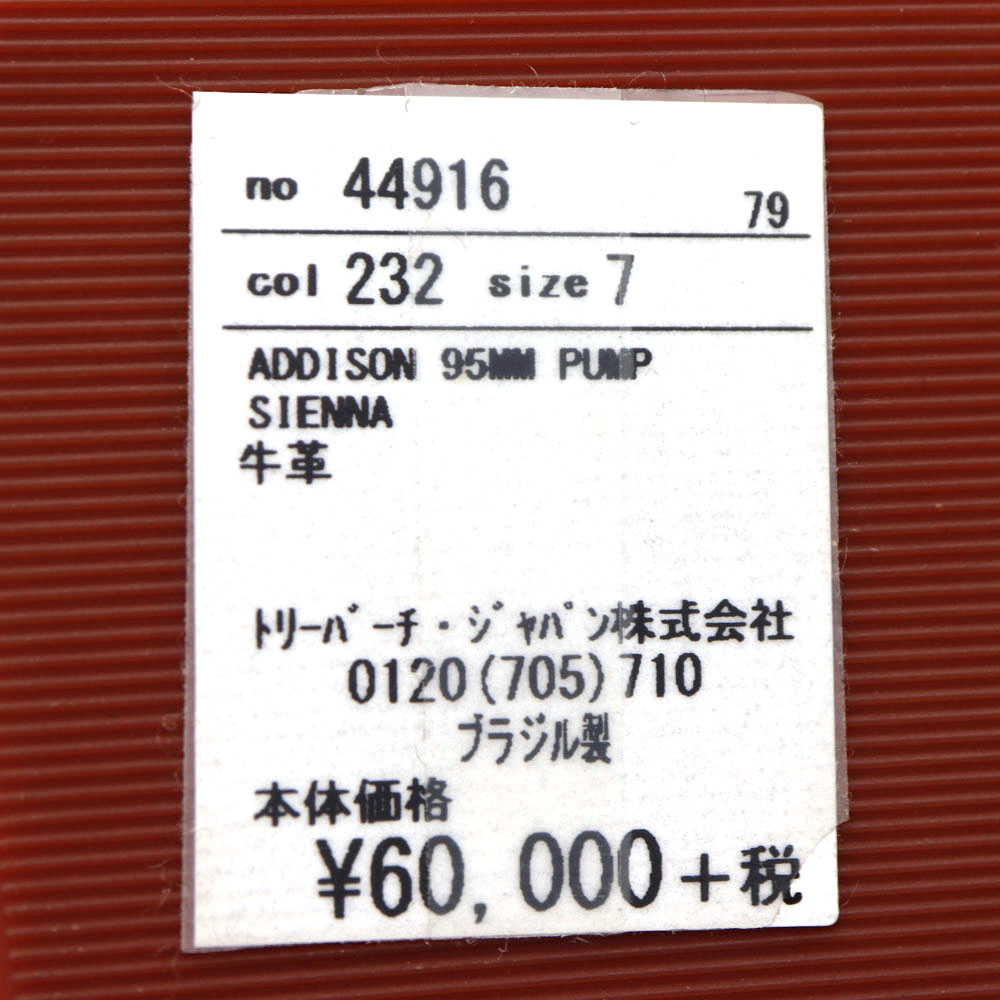 no 44916 79
col 232 size 7
ADDISON 95MM PUMP
SIENNA
牛革
ﾄﾘｰﾊﾞｰﾁ・ｼﾞｬﾊﾟﾝ株式会社
0120(705)710
ﾌﾞﾗｼﾞﾙ製
本体価格
¥60,000+税